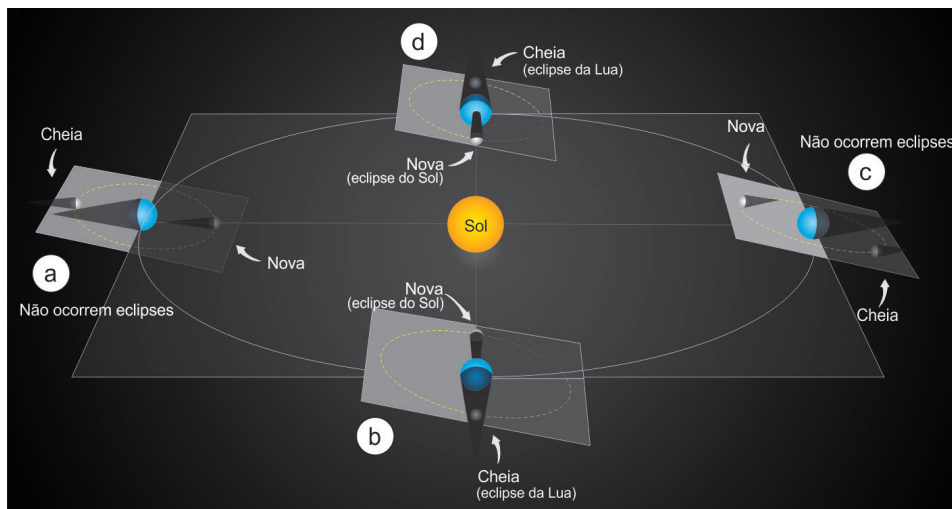 d
Cheia
(eclipse da Lua)
Nova
(eclipse do Sol)
Cheia
Nova
a
Não ocorrem eclipses
Nova
Não ocorrem eclipses
c
Cheia
Sol
Nova
(eclipse do Sol)
b
Cheia
(eclipse da Lua)